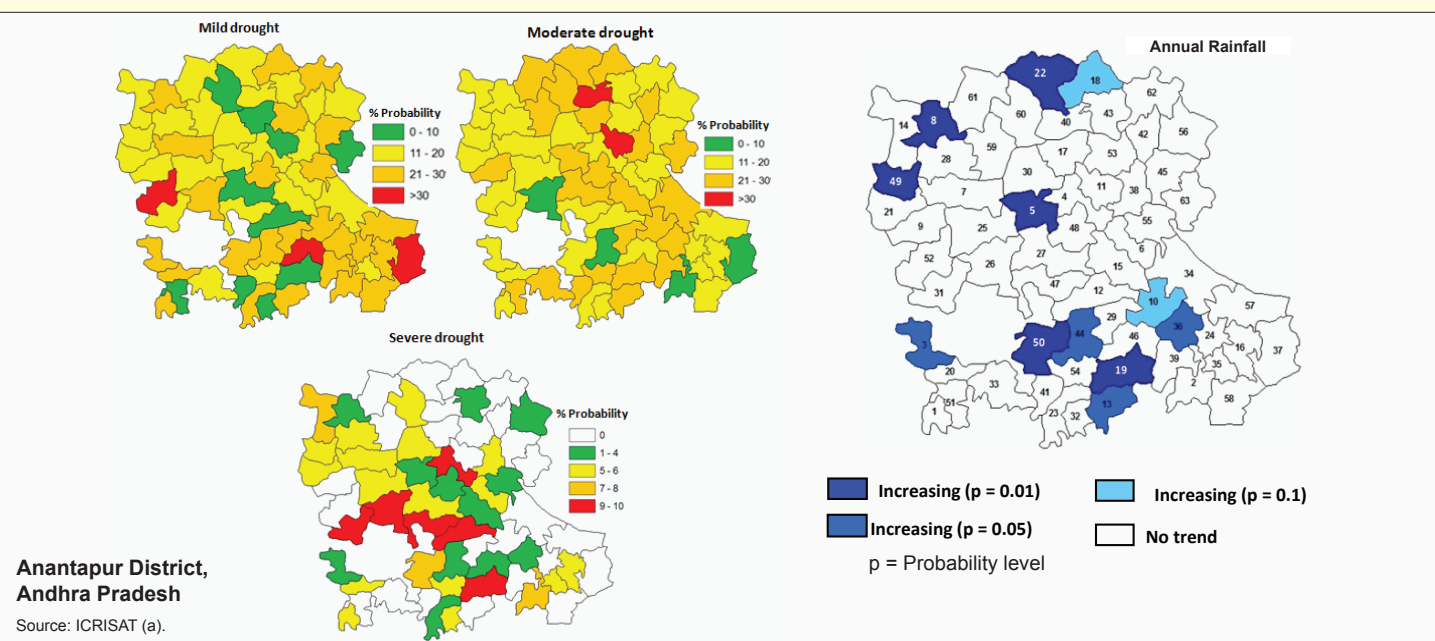 Mild drought
% Probability
0 - 10
11 - 20
21 - 30
>30
Moderate drought
% Probability
0 - 10
11 - 20
21 - 30
>30
Severe drought
% Probability
0
1 - 4
5 - 6
7 - 8
9 - 10
Anantapur District,
Andhra Pradesh
Source: ICRISAT (a).
Annual Rainfall
22
18
62
61
8
14
60
40
43
42
56
59
28
17
53
49
30
45
7
11
38
63
5
4
21
9
25
48
55
52
26
27
6
15
34
31
47
12
10
57
29
36
3
50
44
46
24
16
37
20
54
19
39
35
33
2
41
13
58
1
51
23
32
Increasing (p = 0.01)
Increasing (p = 0.1)
Increasing (p = 0.05)
No trend
p = Probability level